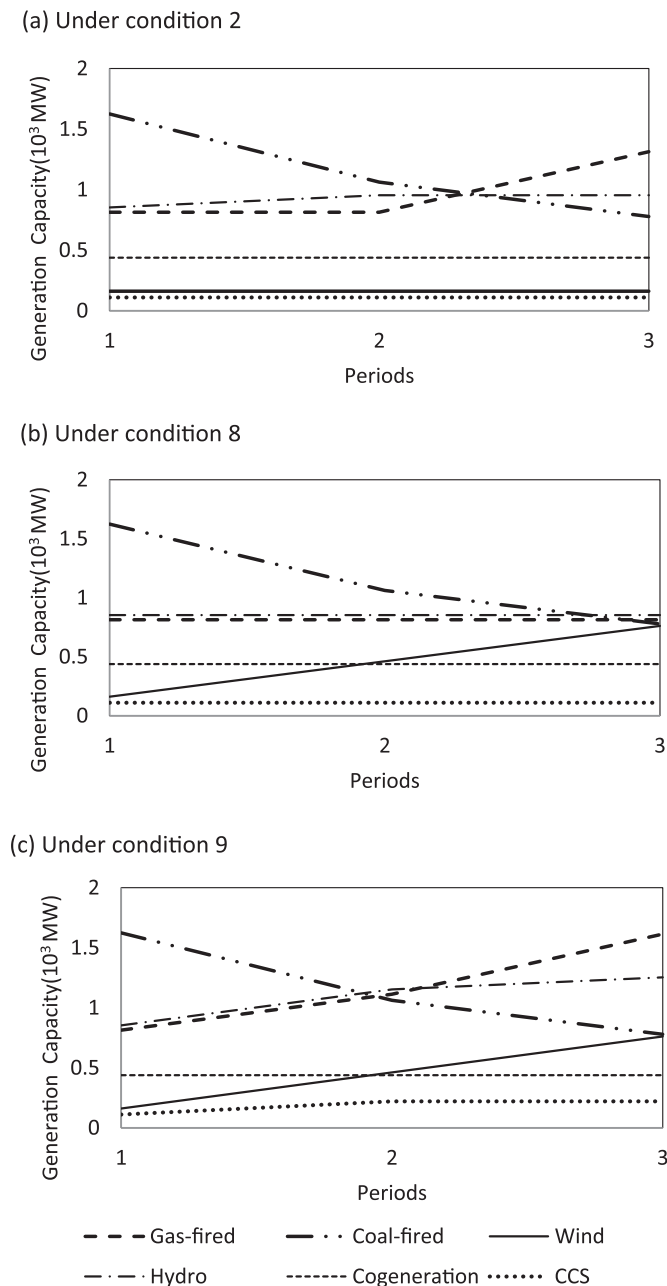 (a) Under condition 2
Generation Capacity(10³ MW)
2
1.5
1
0.5
0
1 2 3
Periods
(b) Under condition 8
Generation Capacity(10³ MW)
2
1.5
1
0.5
0
1 2 3
Periods
(c) Under condition 9
Generation Capacity(10³ MW)
2
1.5
1
0.5
0
1 2 3
Periods
Gas-fired Coal-fired Wind
Hydro Cogeneration CCS